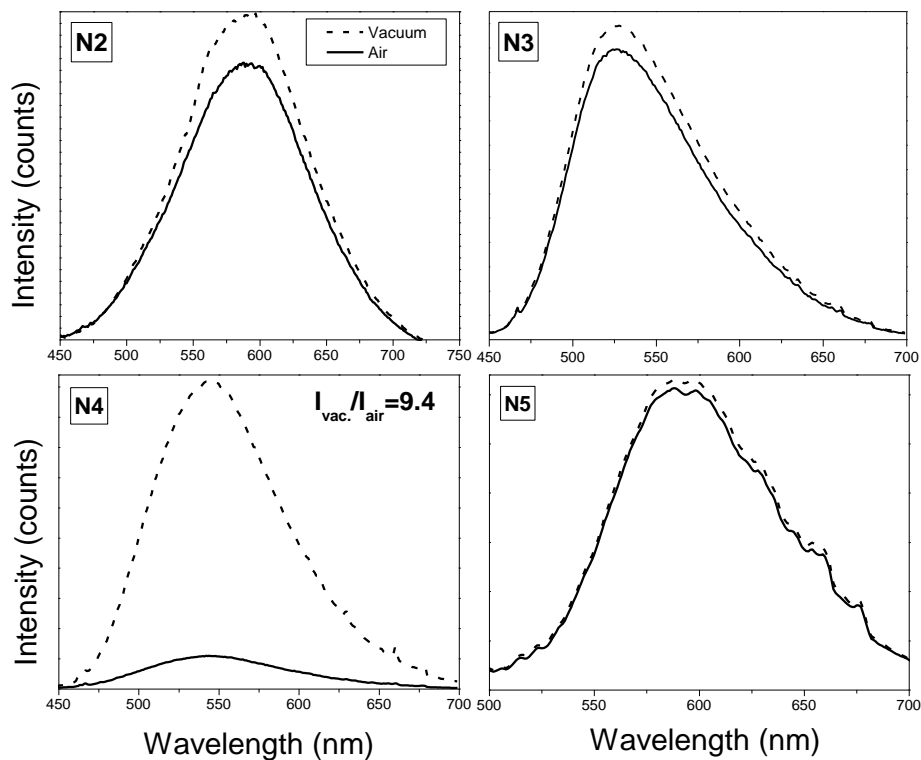 N2
Vacuum
Air
Intensity (counts)
450 500 550 600 650 700 750
N3
450 500 550 600 650 700
N4
I vac./I air=9.4
Intensity (counts)
450 500 550 600 650 700
Wavelength (nm)
N5
500 550 600 650 700
Wavelength (nm)